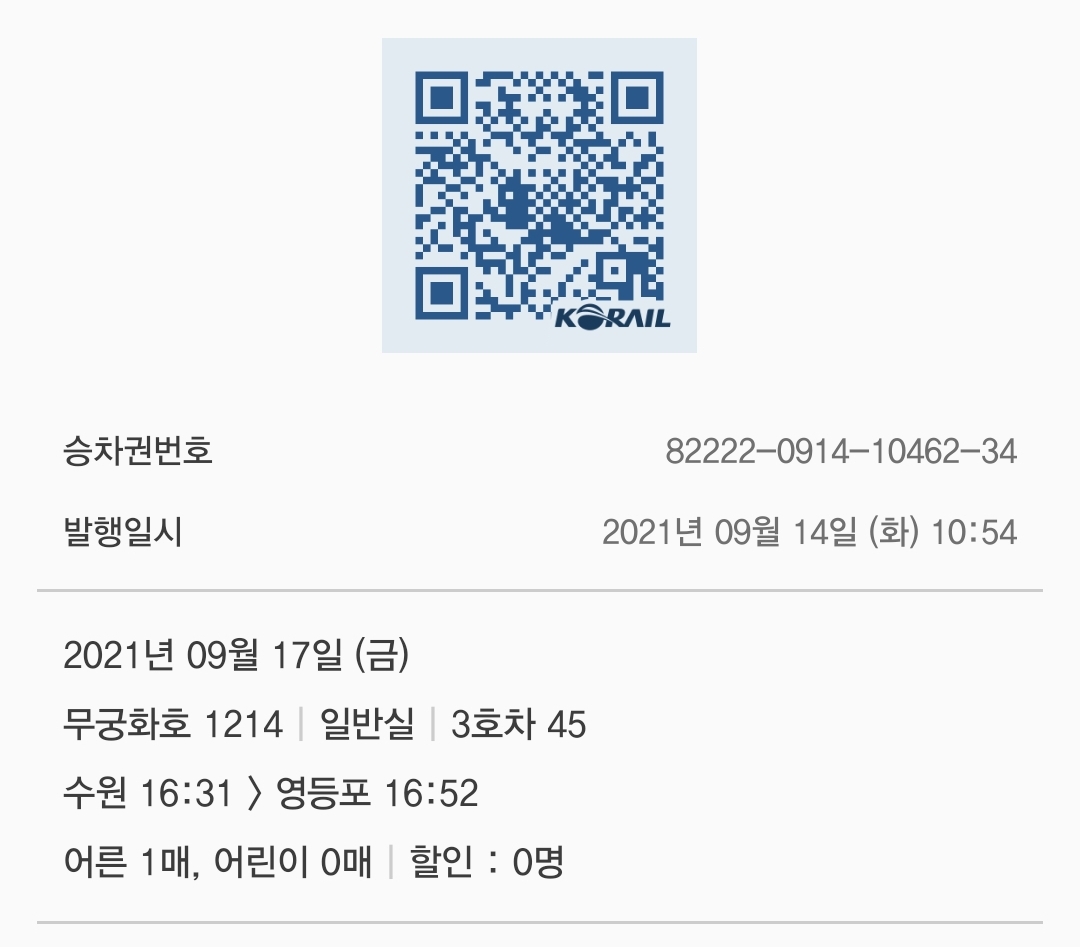 KORAIL
승차권번호 82222-0914-10462-34
발행일시 2021년 09월 14일 (화) 10:54
2021년 09월 17일 (금)
무궁화호 1214 | 일반실 | 3호차 45
수원 16:31 〉 영등포 16:52
어른 1매, 어린이 0매 | 할인 : 0명